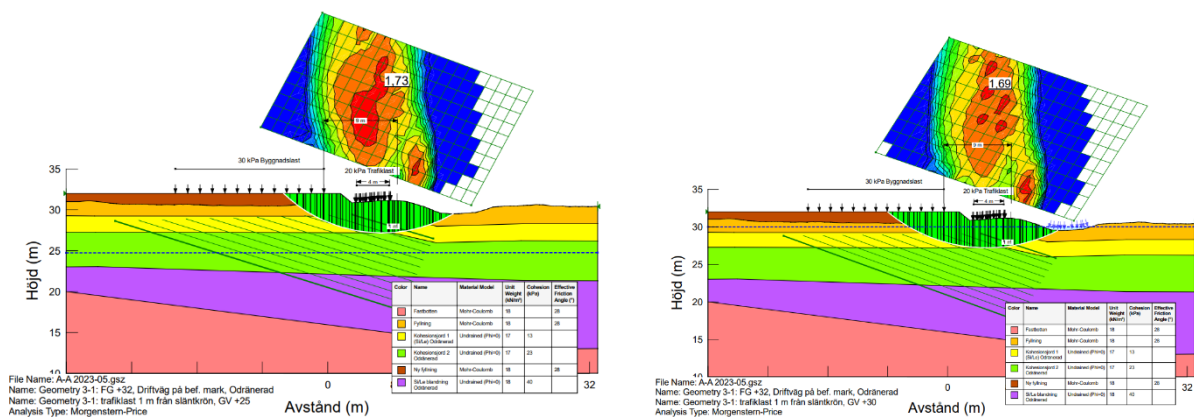 1,73
9 m
30 kPa Byggnadslast
20 kPa Trafiklast
4 m
1 m
35
30
25
20
15
10
Höjd (m)
0
32
Avstånd (m)
Color Name Material Model Unit Weight (kN/m³) Cohesion (kPa) Effective Friction Angle (°)
Fastbotten Mohr-Coulomb 18 28
Fyllning Mohr-Coulomb 18 28
Kohesionsjord 1 (Si/Le) Odränerad Undrained (Phi=0) 17 13
Kohesionsjord 2 Odränerad Undrained (Phi=0) 17 23
Ny fyllning Mohr-Coulomb 18 28
Si/Le blandning Odränerad Undrained (Phi=0) 18 40
File Name: A-A 2023-05.gsz
Name: Geometry 3-1: FG +32, Driftväg på bef. mark, Odränerad
Name: Geometry 3-1: trafiklast 1 m från släntkrön, GV +25
Analysis Type: Morgenstern-Price
1,69
9 m
30 kPa Byggnadslast
20 kPa Trafiklast
4 m
1 m
35
30
25
20
15
10
Höjd (m)
0
32
Avstånd (m)
Color Name Material Model Unit Weight (kN/m³) Cohesion (kPa) Effective Friction Angle (°)
Fastbotten Mohr-Coulomb 18 28
Fyllning Mohr-Coulomb 18 28
Kohesionsjord 1 (Si/Le) Odränerad Undrained (Phi=0) 17 13
Kohesionsjord 2 Odränerad Undrained (Phi=0) 17 23
Ny fyllning Mohr-Coulomb 18 28
Si/Le blandning Odränerad Undrained (Phi=0) 18 40
File Name: A-A 2023-05.gsz
Name: Geometry 3-1: FG +32, Driftväg på bef. mark, Odränerad
Name: Geometry 3-1: trafiklast 1 m från släntkrön, GV +30
Analysis Type: Morgenstern-Price